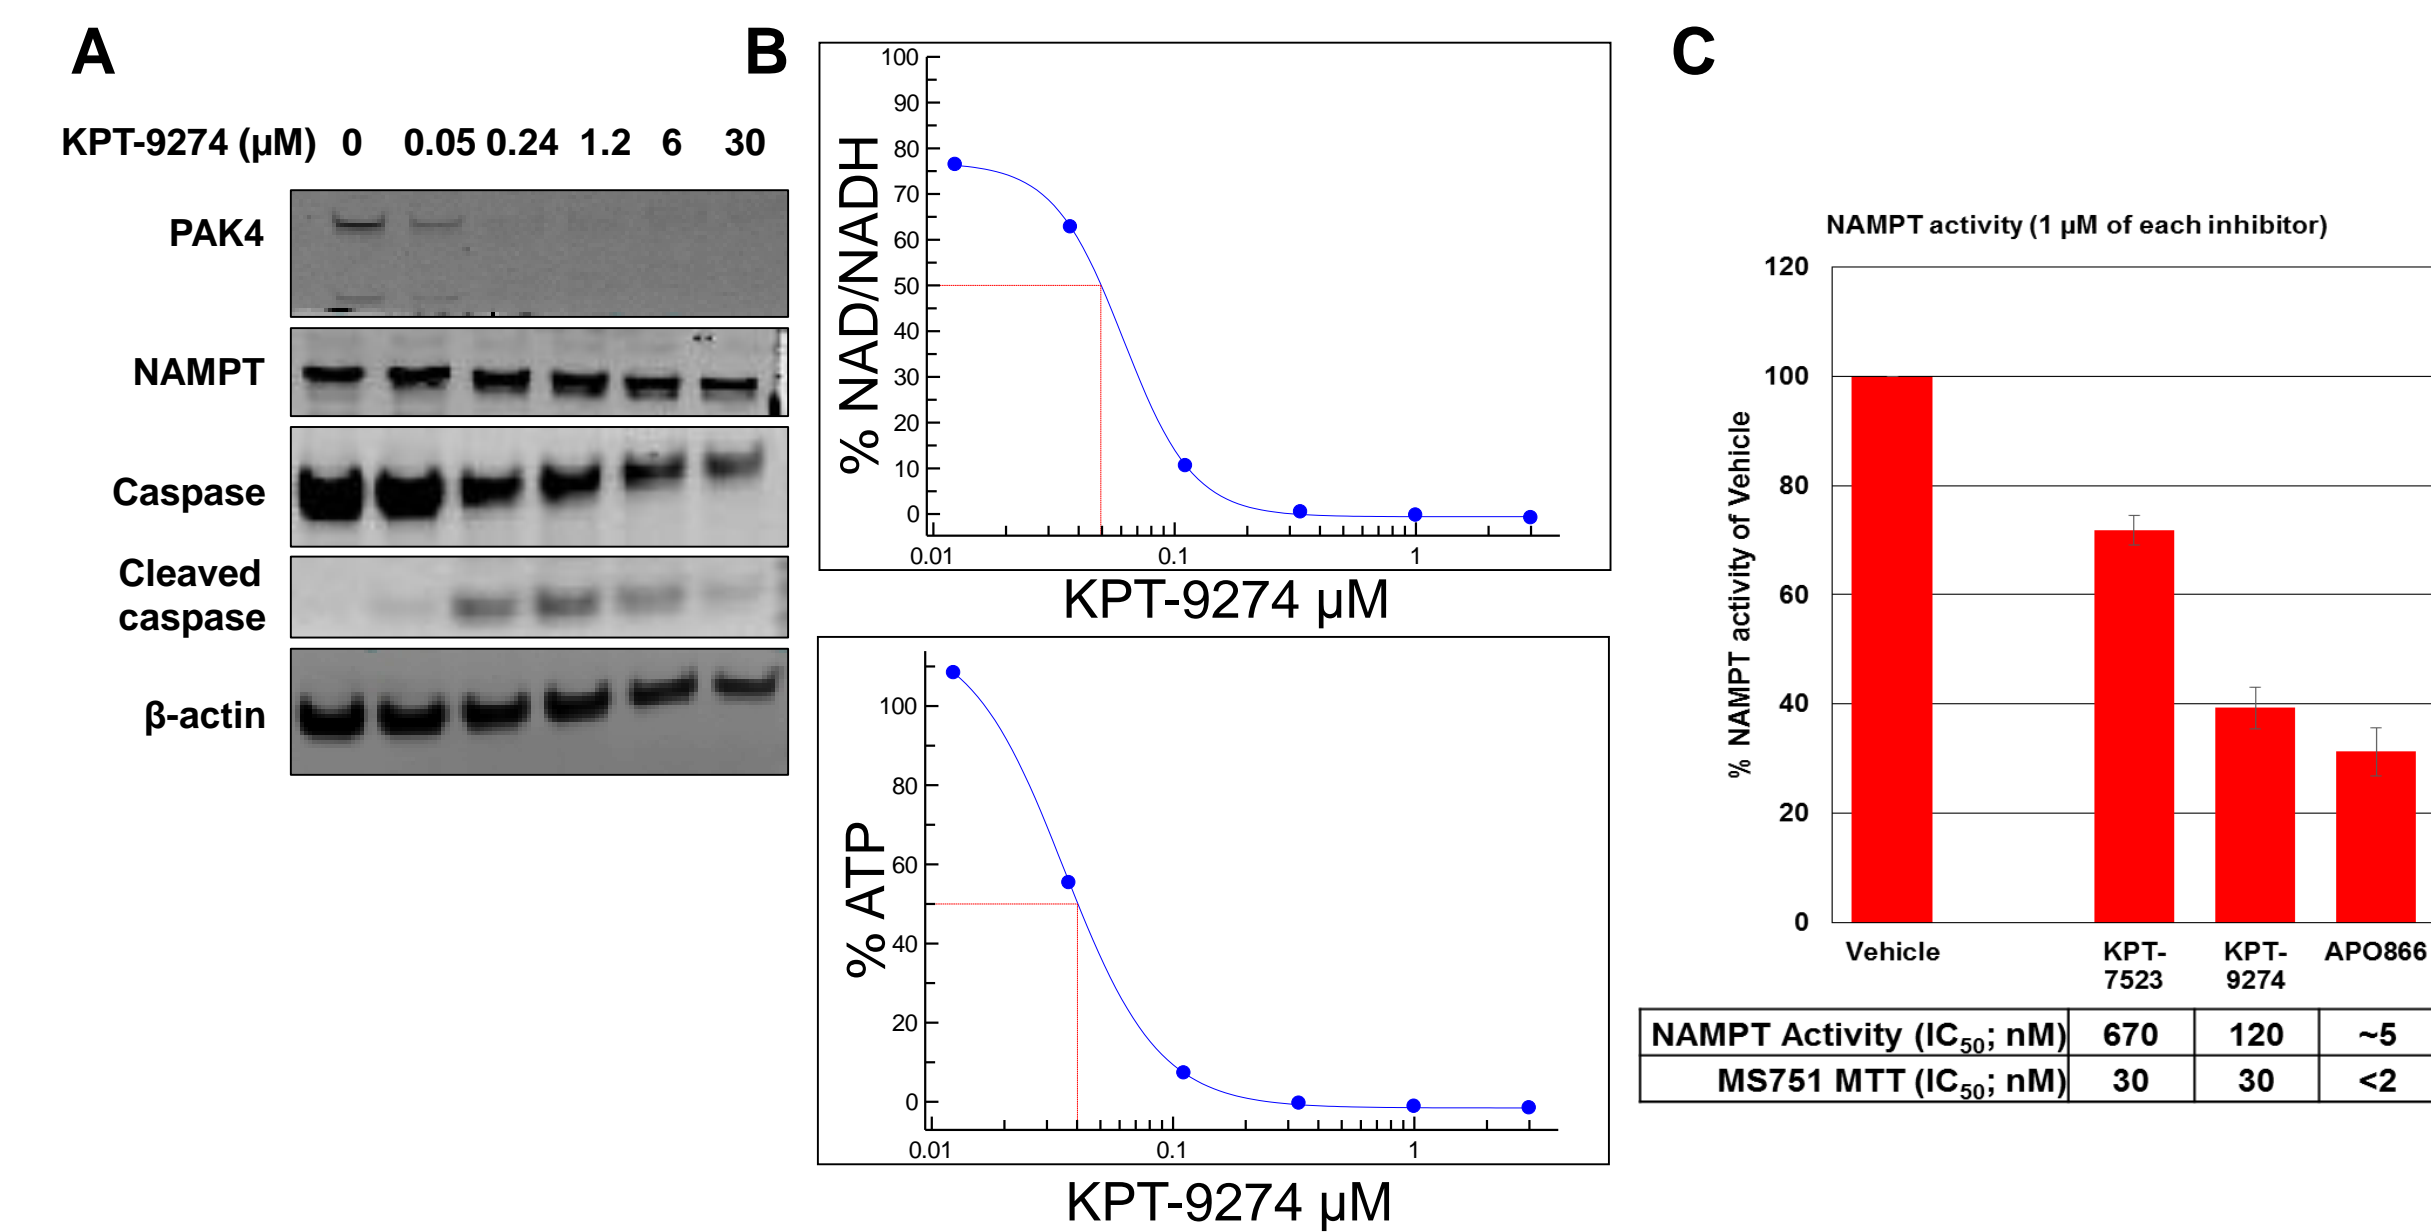 A
KPT-9274 (µM) 0 0.05 0.24 1.2 6 30
PAK4
NAMPT
Caspase
Cleaved
caspase
β-actin
B
% NAD/NADH
100
90
80
70
60
50
40
30
20
10
0
0.01 0.1 1
KPT-9274 µM
% ATP
100
80
60
40
20
0
0.01 0.1 1
KPT-9274 µM
C
NAMPT activity (1 µM of each inhibitor)
% NAMPT activity of Vehicle
120
100
80
60
40
20
0
Vehicle KPT- KPT- APO866
7523 9274
NAMPT Activity (IC₅₀; nM) 670 120 ~5
MS751 MTT (IC₅₀; nM) 30 30 <2